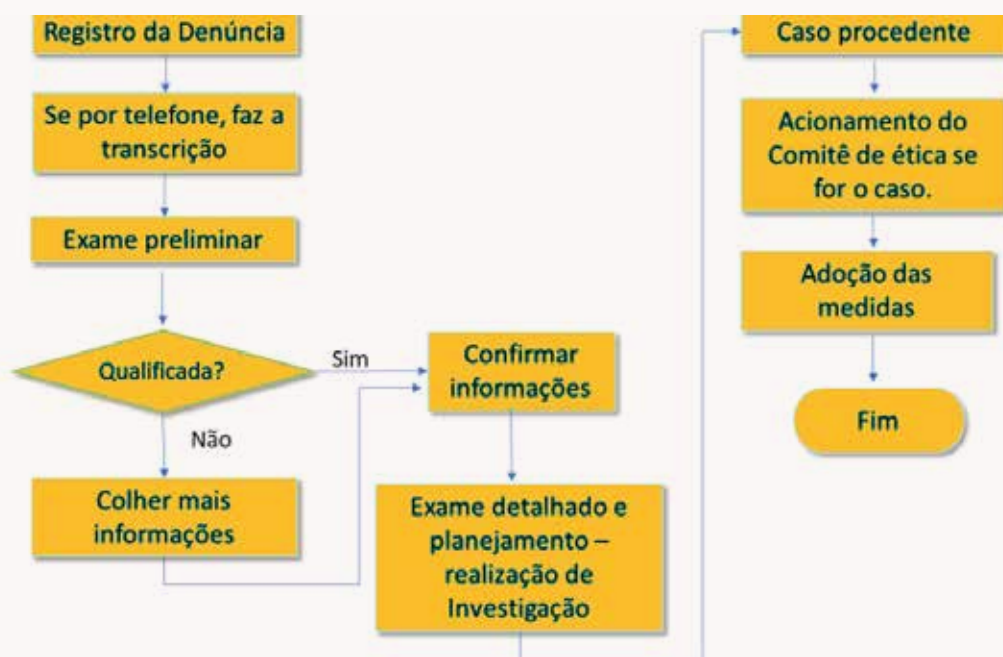 Registro da Denúncia
Se por telefone, faz a
transcrição
Exame preliminar
Qualificada?
Sim
Não
Colher mais
informações
Confirmar
informações
Exame detalhado e
planejamento –
realização de
Investigação
Caso procedente
Acionamento do
Comitê de ética se
for o caso.
Adoção das
medidas
Fim